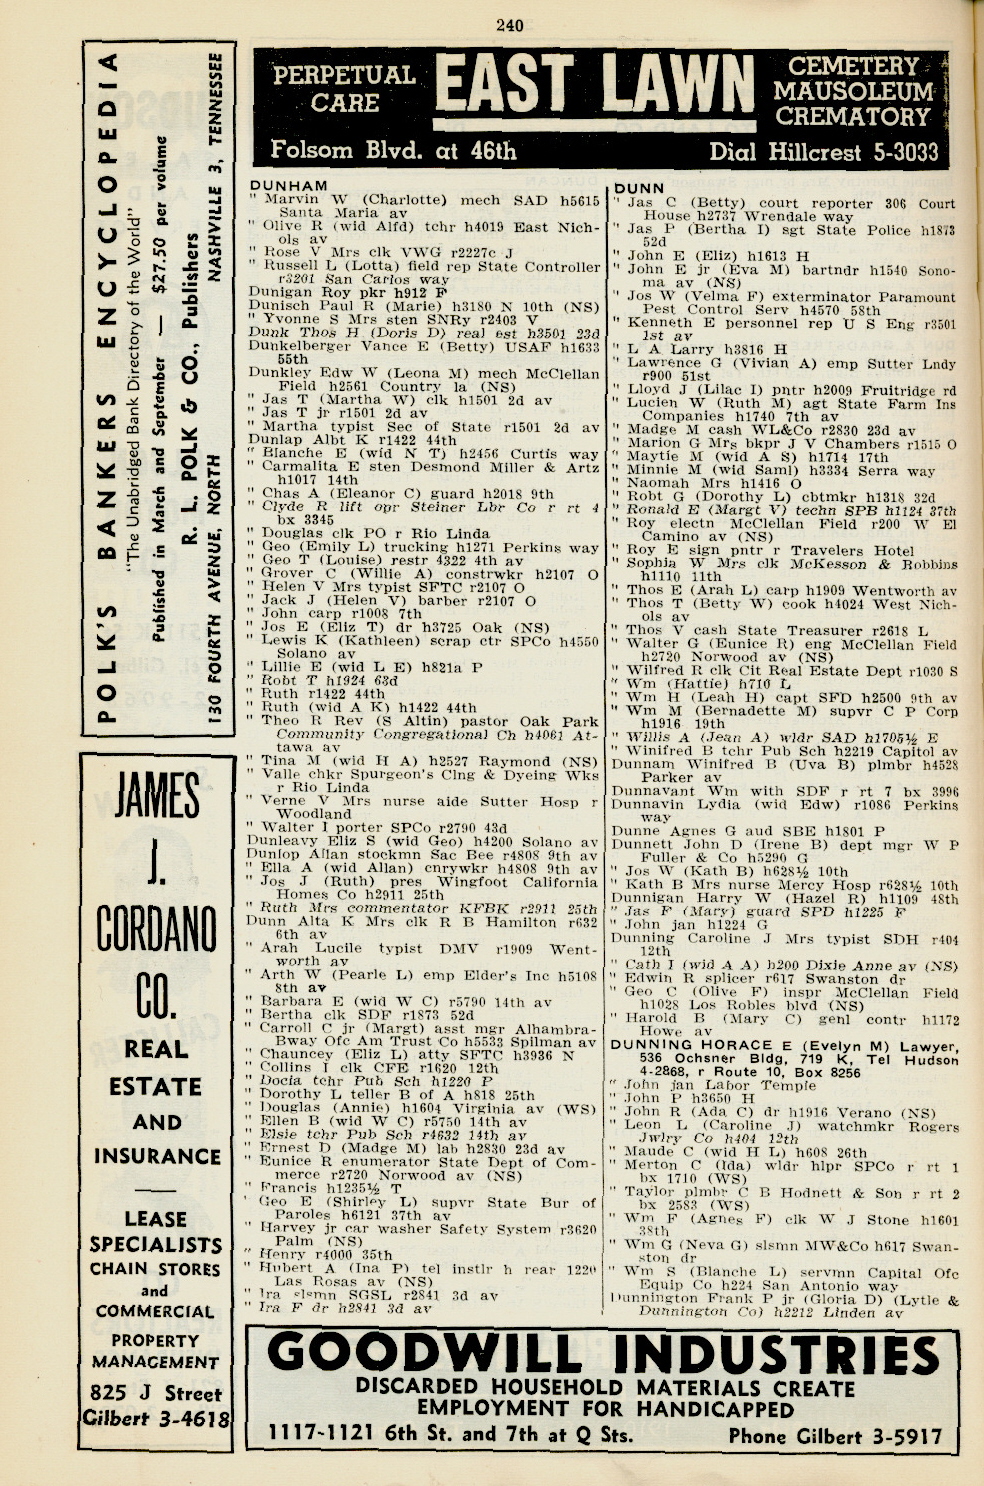 240
PERPETUAL
CARE
EAST LAWN
CEMETERY
MAUSOLEUM
CREMATORY
Folsom Blvd. at 46th
Dial Hillcrest 5-3033
POLK'S BANKERS ENCYCLOPEDIA
"The Unabridged Bank Directory of the World"
Published in March and September — $27.50 per volume
R. L. POLK & CO., Publishers
130 FOURTH AVENUE, NORTH
NASHVILLE 3, TENNESSEE
JAMES
J.
CORDANO
CO.
REAL
ESTATE
AND
INSURANCE
LEASE
SPECIALISTS
CHAIN STORES
and
COMMERCIAL
PROPERTY
MANAGEMENT
825 J Street
Gilbert 3-4618
DUNHAM
" Marvin W (Charlotte) mech SAD h5615
Santa Maria av
" Olive R (wid Alfd) tchr h4019 East Nich-
ols av
" Rose V Mrs clk VWG r2227c J
" Russell L (Lotta) field rep State Controller
r3201 San Carlos way
Dunigan Roy pkr h912 F
Dunisch Paul R (Marie) h3180 N 10th (NS)
" Yvonne S Mrs sten SNRy r2403 V
Dunk Thos H (Doris D) real est h3501 23d
Dunkelberger Vance E (Betty) USAF h1633
55th
Dunkley Edw W (Leona M) mech McClellan
Field h2561 Country la (NS)
" Jas T (Martha W) clk h1501 2d av
" Jas T jr r1501 2d av
" Martha typist Sec of State r1501 2d av
Dunlap Albt K r1422 44th
" Blanche E (wid N T) h2456 Curtis way
" Carmalita E sten Desmond Miller & Artz
h1017 14th
" Chas A (Eleanor C) guard h2018 9th
" Clyde R lift opr Steiner Lbr Co r rt 4
bx 3345
" Douglas clk PO r Rio Linda
" Geo (Emily L) trucking h1271 Perkins way
" Geo T (Louise) restr 4322 4th av
" Grover C (Willie A) constrwkr h2107 O
" Helen V Mrs typist SFTC r2107 O
" Jack J (Helen V) barber r2107 O
" John carp r1008 7th
" Jos E (Eliz T) dr h3725 Oak (NS)
" Lewis K (Kathleen) scrap ctr SPCo h4550
Solano av
" Lillie E (wid L E) h821a P
" Robt T h1924 63d
" Ruth r1422 44th
" Ruth (wid A K) h1422 44th
" Theo R Rev (S Altin) pastor Oak Park
Community Congregational Ch h4061 At-
tawa av
" Tina M (wid H A) h2527 Raymond (NS)
" Valle chkr Spurgeon's Clng & Dyeing Wks
r Rio Linda
" Verne V Mrs nurse aide Sutter Hosp r
Woodland
" Walter I porter SPCo r2790 43d
Dunleavy Eliz S (wid Geo) h4200 Solano av
Dunlop Allan stockmn Sac Bee r4808 9th av
" Ella A (wid Allan) cnrywkr h4808 9th av
" Jos J (Ruth) pres Wingfoot California
Homes Co h2911 25th
" Ruth Mrs commentator KFBK r2911 25th
Dunn Alta K Mrs clk R B Hamilton r632
6th av
" Arah Lucile typist DMV r1909 Went-
worth av
" Arth W (Pearle L) emp Elder's Inc h5108
8th av
" Barbara E (wid W C) r5790 14th av
" Bertha clk SDF r1873 52d
" Carroll C jr (Margt) asst mgr Alhambra-
Bway Ofc Am Trust Co h5533 Spilman av
" Chauncey (Eliz L) atty SFTC h3936 N
" Collins I clk CFE r1620 12th
" Docia tchr Pub Sch h1220 P
" Dorothy L teller B of A h818 25th
" Douglas (Annie) h1604 Virginia av (WS)
" Ellen B (wid W C) r5750 14th av
" Elsie tchr Pub Sch r4632 14th av
" Ernest D (Madge M) lab h2830 23d av
" Eunice R enumerator State Dept of Com-
merce r2720 Norwood av (NS)
" Francis h1235½ T
' Geo E (Shirley L) supvr State Bur of
Paroles h6121 37th av
" Harvey jr car washer Safety System r3620
Palm (NS)
" Henry r4000 35th
" Hubert A (Ina P) tel instlr h rear 1220
Las Rosas av (NS)
" Ira slsmn SGSL r2841 3d av
" Ira F dr h2841 3d av
DUNN
" Jas C (Betty) court reporter 306 Court
House h2737 Wrendale way
" Jas P (Bertha I) sgt State Police h1873
52d
" John E (Eliz) h1613 H
" John E jr (Eva M) bartndr h1540 Sono-
ma av (NS)
" Jos W (Velma F) exterminator Paramount
Pest Control Serv h4570 58th
" Kenneth E personnel rep U S Eng r3501
1st av
" L A Larry h3816 H
" Lawrence G (Vivian A) emp Sutter Lndy
r900 51st
" Lloyd J (Lilac I) pntr h2009 Fruitridge rd
" Lucien W (Ruth M) agt State Farm Ins
Companies h1740 7th av
" Madge M cash WL&Co r2830 23d av
" Marion G Mrs bkpr J V Chambers r1515 O
" Maytie M (wid A S) h1714 17th
" Minnie M (wid Saml) h3334 Serra way
" Naomah Mrs h1416 O
" Robt G (Dorothy L) cbtmkr h1318 32d
" Ronald E (Margt V) techn SPB h1124 37th
" Roy electn McClellan Field r200 W El
Camino av (NS)
" Roy E sign pntr r Travelers Hotel
" Sophia W Mrs clk McKesson & Robbins
h1110 11th
" Thos E (Arah L) carp h1909 Wentworth av
" Thos T (Betty W) cook h4024 West Nich-
ols av
" Thos V cash State Treasurer r2618 L
" Walter G (Eunice R) eng McClellan Field
h2720 Norwood av (NS)
" Wilfred R clk Cit Real Estate Dept r1030 S
" Wm (Hattie) h710 L
" Wm H (Leah H) capt SFD h2500 9th av
" Wm M (Bernadette M) supvr C P Corp
h1916 19th
" Willis A (Jean A) wldr SAD h1705½ E
" Winifred B tchr Pub Sch h2219 Capitol av
Dunnam Winifred B (Uva B) plmbr h4528
Parker av
Dunnavant Wm with SDF r rt 7 bx 3996
Dunnavin Lydia (wid Edw) r1086 Perkins
way
Dunne Agnes G aud SBE h1801 P
Dunnett John D (Irene B) dept mgr W P
Fuller & Co h5290 G
" Jos W (Kath B) h628½ 10th
" Kath B Mrs nurse Mercy Hosp r628½ 10th
Dunnigan Harry W (Hazel R) h1109 48th
" Jas F (Mary) guard SPD h1225 F
" John jan h1224 G
Dunning Caroline J Mrs typist SDH r404
12th
" Cath I (wid A A) h200 Dixie Anne av (NS)
" Edwin R splicer r617 Swanston dr
" Geo C (Olive F) inspr McClellan Field
h1028 Los Robles blvd (NS)
" Harold B (Mary C) genl contr h1172
Howe av
DUNNING HORACE E (Evelyn M) Lawyer,
536 Ochsner Bldg, 719 K, Tel Hudson
4-2868, r Route 10, Box 8256
" John jan Labor Temple
" John P h3650 H
" John R (Ada C) dr h1916 Verano (NS)
" Leon L (Caroline J) watchmkr Rogers
Jwlry Co h404 12th
" Maude C (wid H L) h608 26th
" Merton C (Ida) wldr hlpr SPCo r rt 1
bx 1710 (WS)
" Taylor plmbr C B Hodnett & Son r rt 2
bx 2583 (WS)
" Wm F (Agnes F) clk W J Stone h1601
38th
" Wm G (Neva G) slsmn MW&Co h617 Swan-
ston dr
" Wm S (Blanche L) servmn Capital Ofc
Equip Co h224 San Antonio way
Dunnington Frank P jr (Gloria D) (Lytle &
Dunnington Co) h2212 Linden av
GOODWILL INDUSTRIES
DISCARDED HOUSEHOLD MATERIALS CREATE
EMPLOYMENT FOR HANDICAPPED
1117-1121 6th St. and 7th at Q Sts.
Phone Gilbert 3-5917